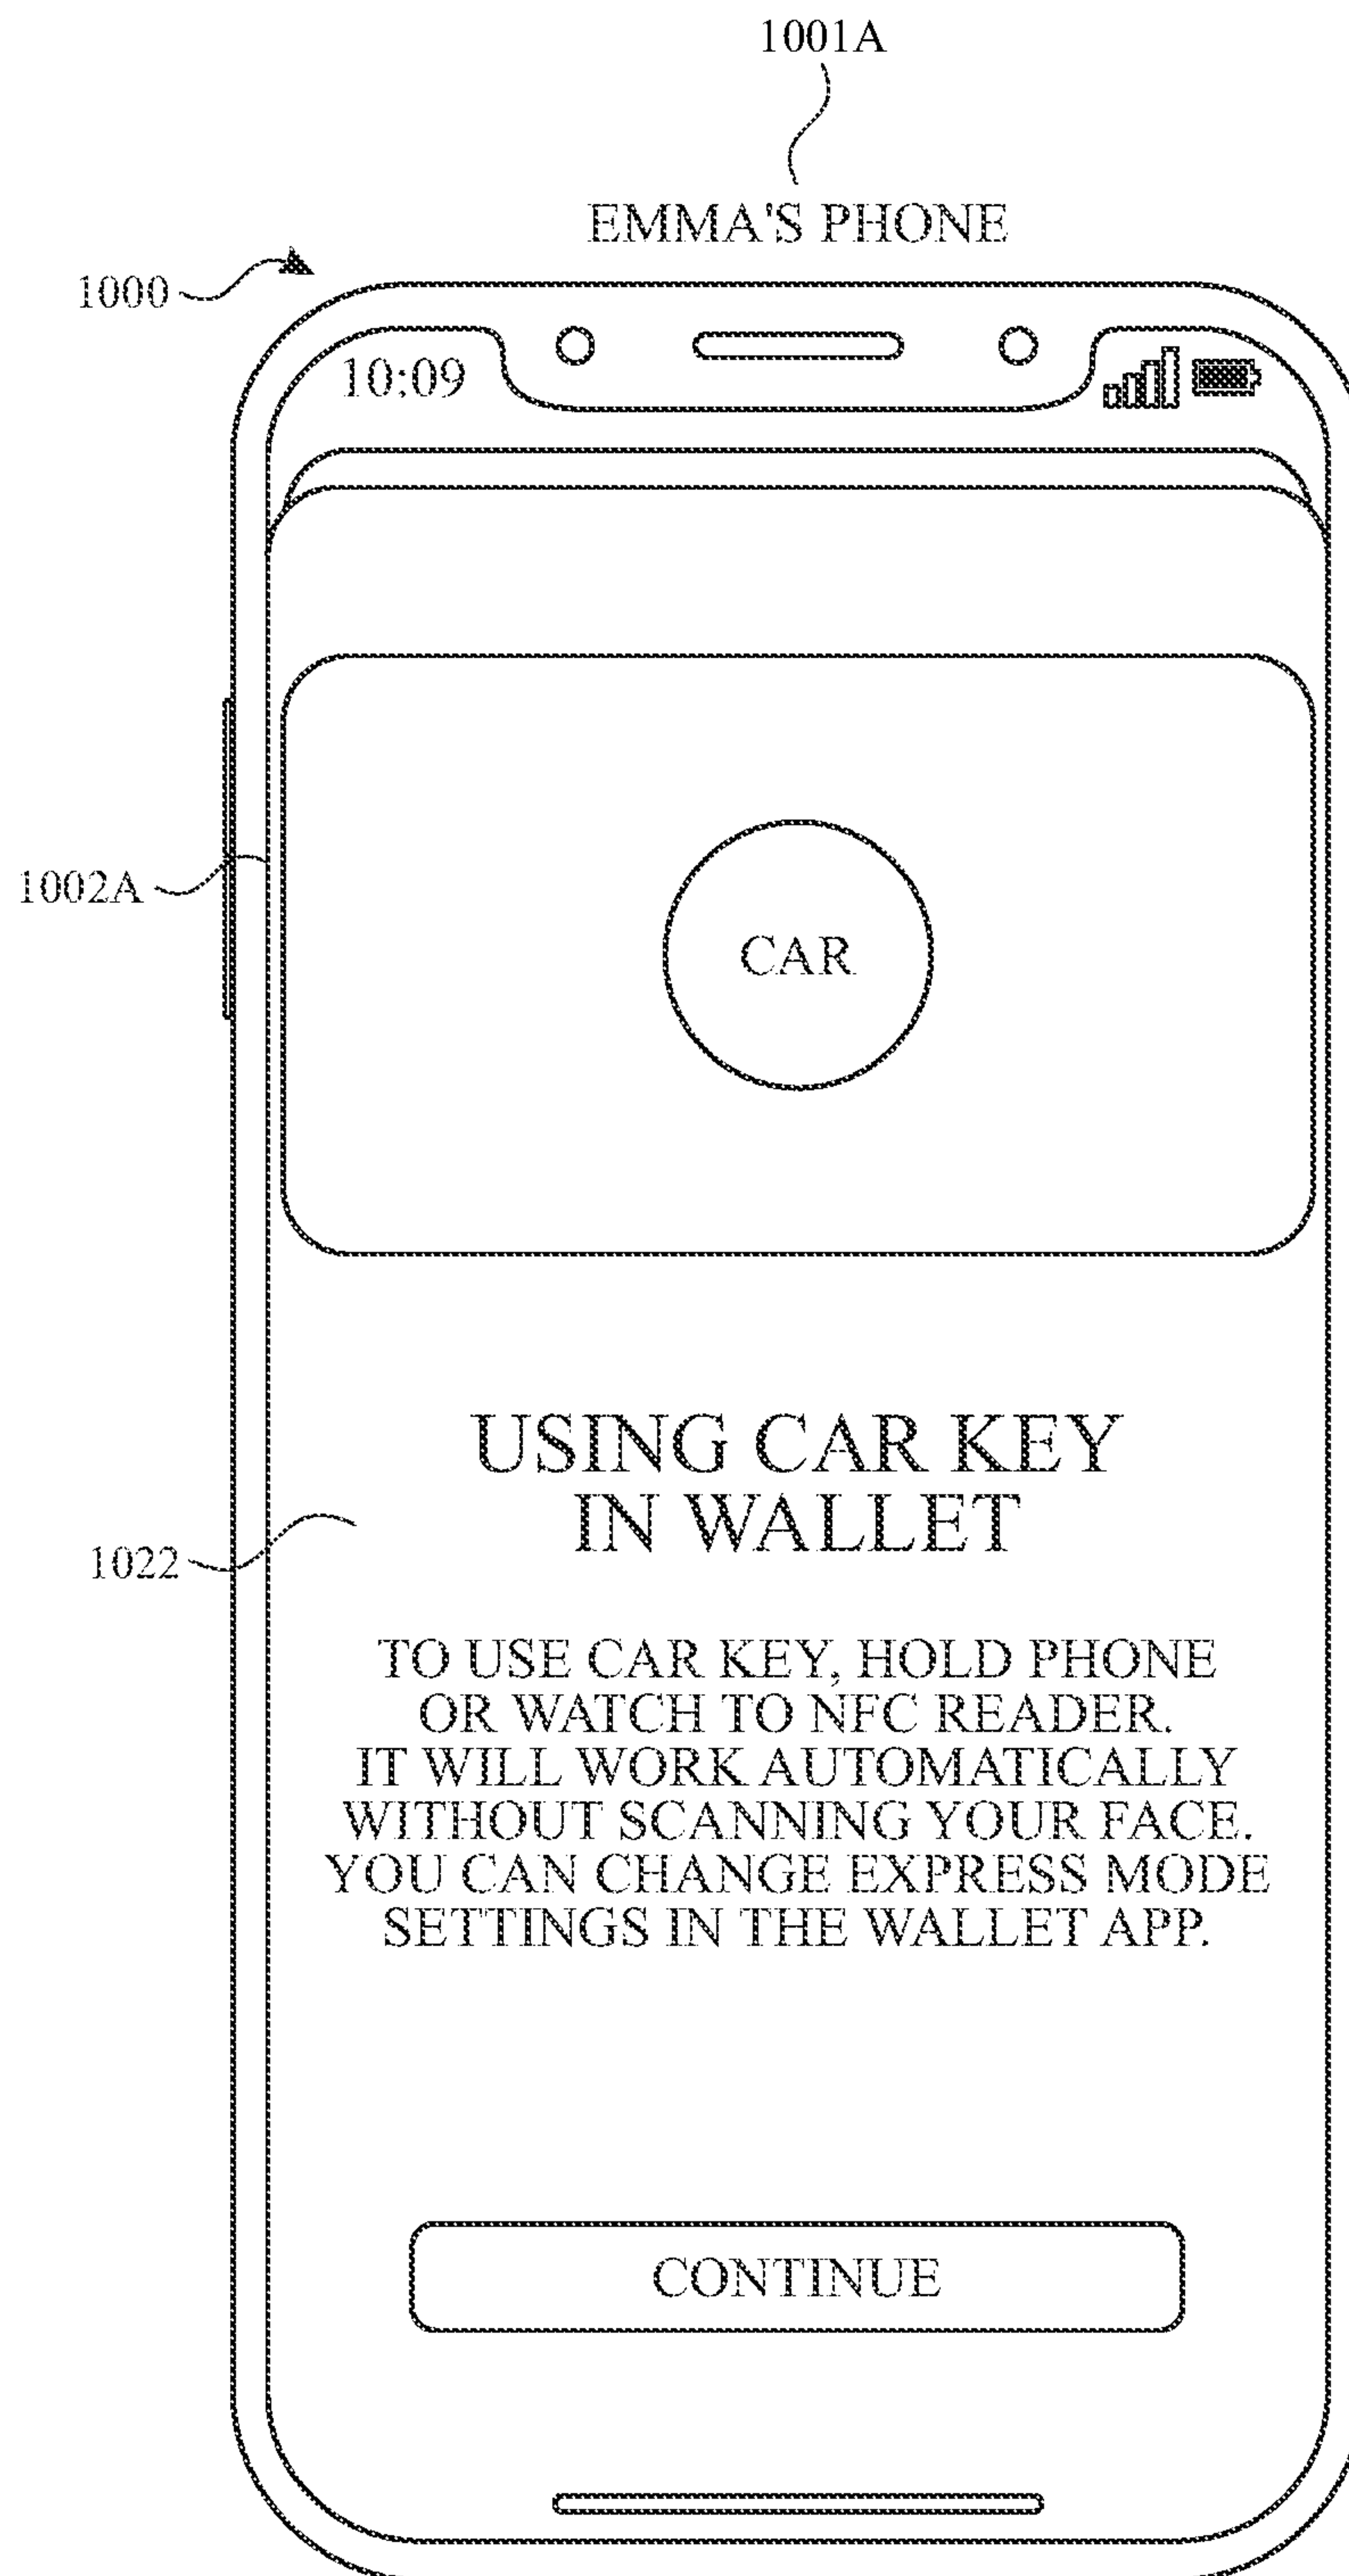 1001A
EMMA'S PHONE
1000
10:09
1002A
CAR
USING CAR KEY
IN WALLET
1022
TO USE CAR KEY, HOLD PHONE
OR WATCH TO NFC READER.
IT WILL WORK AUTOMATICALLY
WITHOUT SCANNING YOUR FACE.
YOU CAN CHANGE EXPRESS MODE
SETTINGS IN THE WALLET APP.
CONTINUE